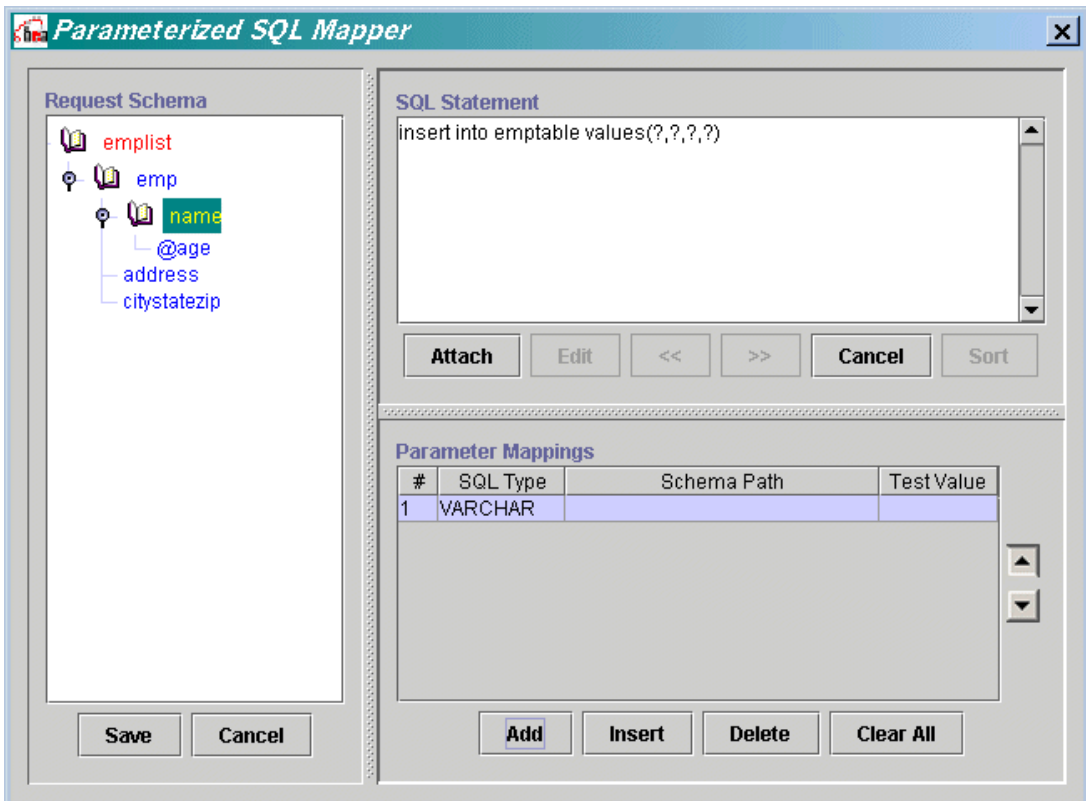 Parameterized SQL Mapper
Request Schema
emplist
emp
name
@age
address
citystatezip
Save Cancel
SQL Statement
insert into emptable values(?,?,?,?)
Attach Edit << >> Cancel Sort
Parameter Mappings
# SQL Type Schema Path Test Value
1 VARCHAR
Add Insert Delete Clear All